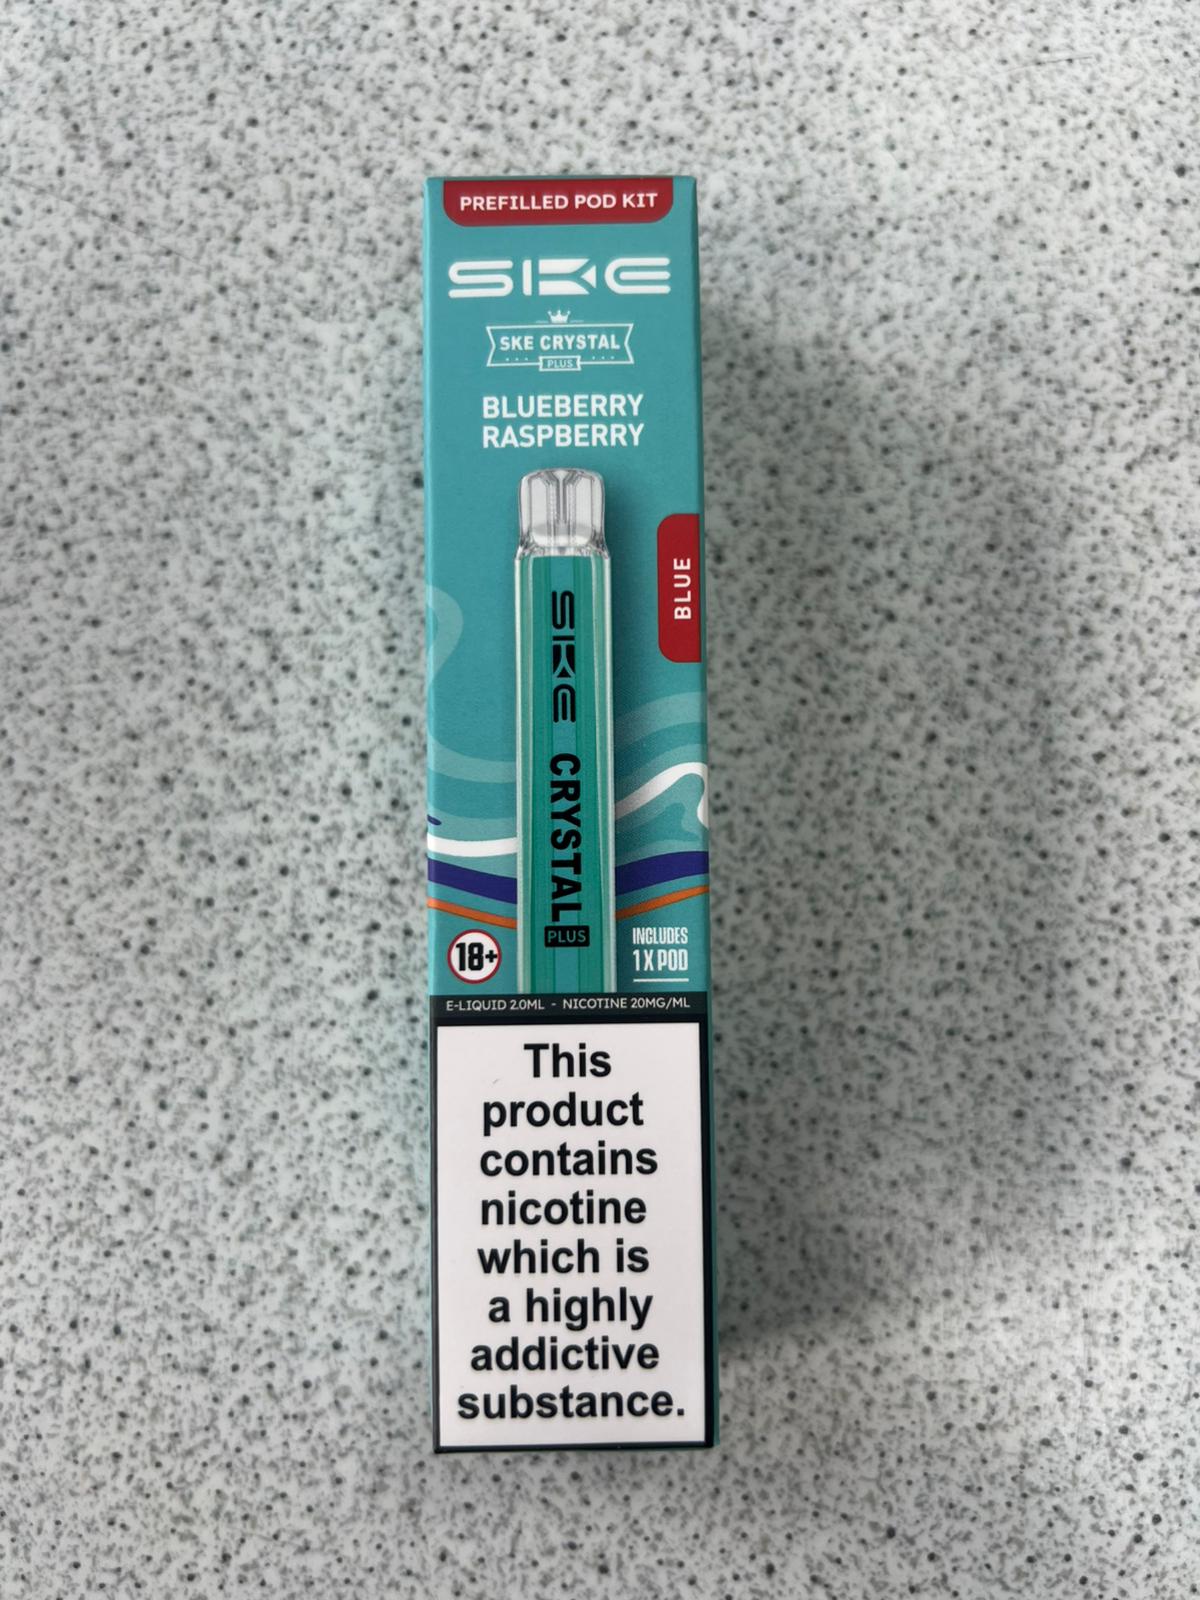 PREFILLED POD KIT
SKE
SKE CRYSTAL
PLUS
BLUEBERRY
RASPBERRY
BLUE
SKE CRYSTAL
PLUS
18+
INCLUDES
1 X POD
E-LIQUID 2.0ML - NICOTINE 20MG/ML
This
product
contains
nicotine
which is
a highly
addictive
substance.